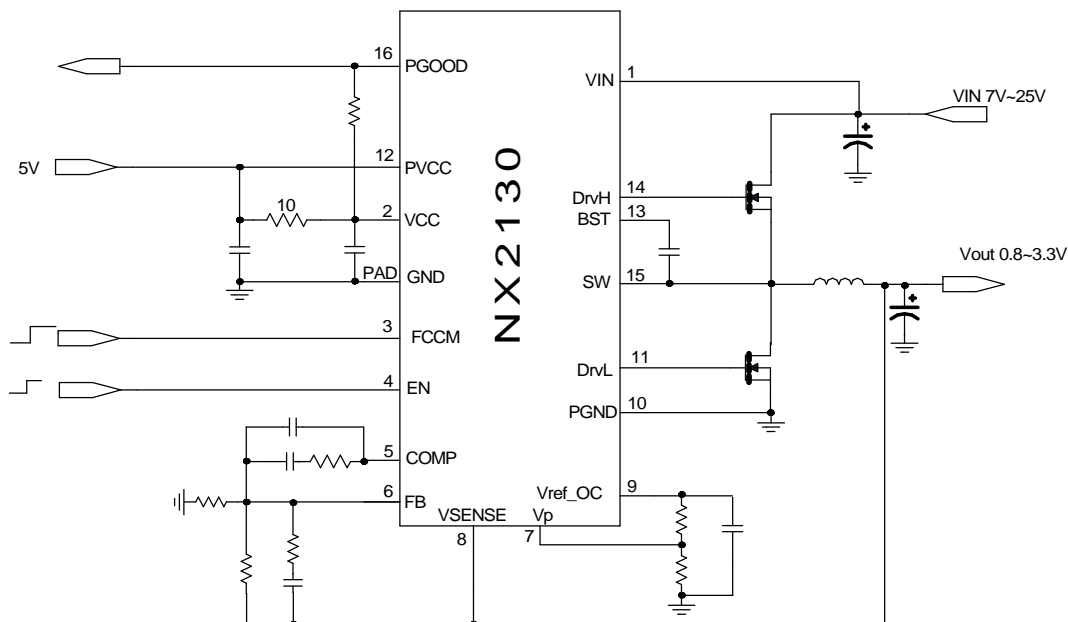 16
PGOOD
VIN
1
VIN 7V~25V
5V
12
PVCC
NX2130
DrvH
14
BST
13
10
2
VCC
PAD
GND
SW
15
Vout 0.8~3.3V
3
FCCM
4
EN
DrvL
11
PGND
10
5
COMP
6
FB
Vref_OC
9
VSENSE
8
Vp
7